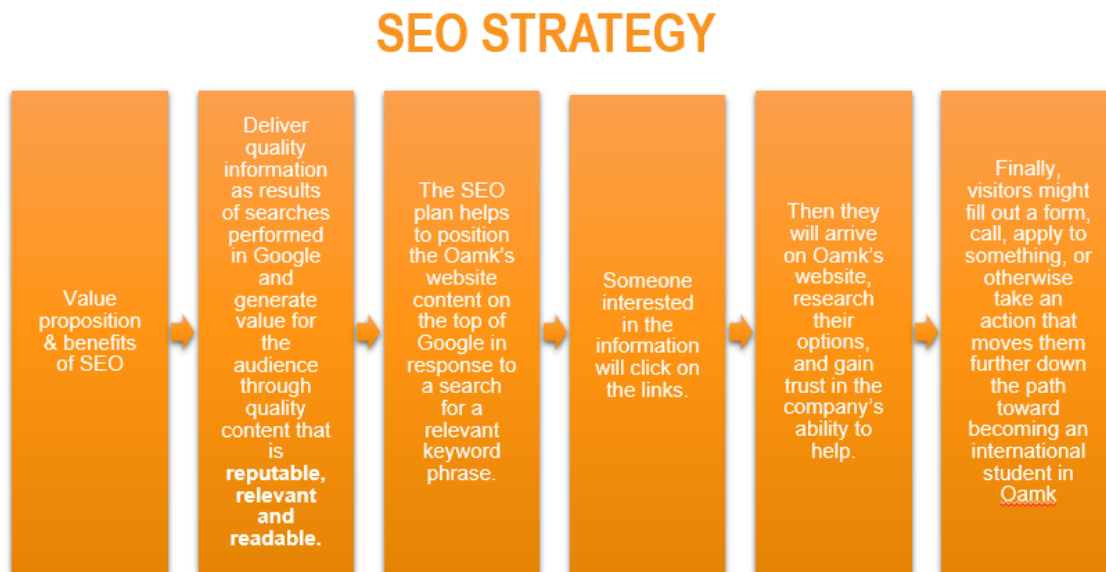 SEO STRATEGY
Value
proposition
& benefits
of SEO
Deliver
quality
information
as results
of searches
performed
in Google
and
generate
value for
the
audience
through
quality
content that
is
reputable,
relevant
and
readable.
The SEO
plan helps
to position
the Oamk's
website
content on
the top of
Google in
response to
a search
for a
relevant
keyword
phrase.
Someone
interested
in the
information
will click on
the links.
Then they
will arrive
on Oamk's
website,
research
their
options,
and gain
trust in the
company's
ability to
help.
Finally,
visitors might
fill out a form,
call, apply to
something, or
otherwise
take an
action that
moves them
further down
the path
toward
becoming an
international
student in
Oamk